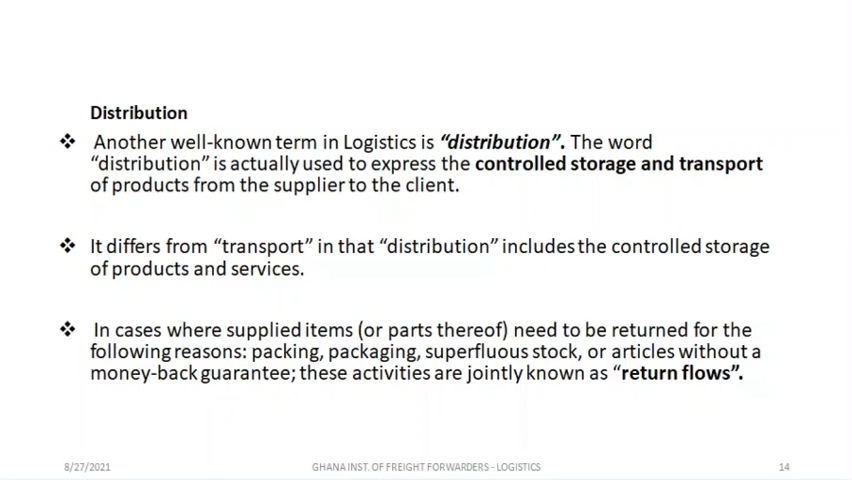 Distribution
❖ Another well-known term in Logistics is “distribution”. The word
“distribution” is actually used to express the controlled storage and transport
of products from the supplier to the client.
❖ It differs from “transport” in that “distribution” includes the controlled storage
of products and services.
❖ In cases where supplied items (or parts thereof) need to be returned for the
following reasons: packing, packaging, superfluous stock, or articles without a
money-back guarantee; these activities are jointly known as “return flows”.
8/27/2021 GHANA INST. OF FREIGHT FORWARDERS - LOGISTICS 14